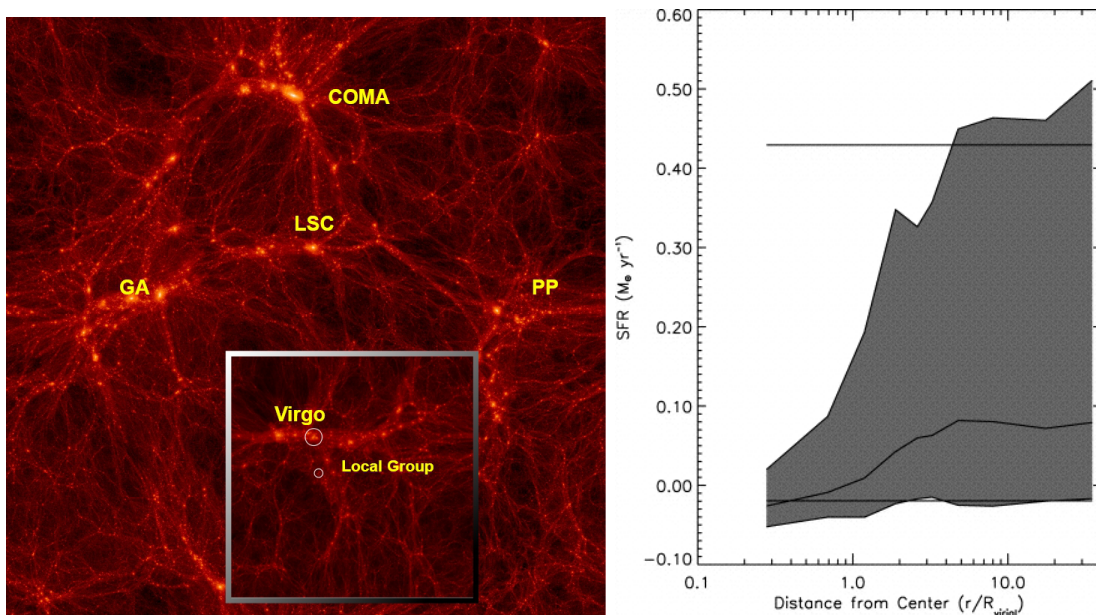 COMA
LSC
GA
PP
Virgo
Local Group
0.60
0.50
0.40
0.30
0.20
0.10
0.00
-0.10
SFR (M⊕ yr⁻¹)
0.1
1.0
10.0
Distance from Center (r/Rvirial)